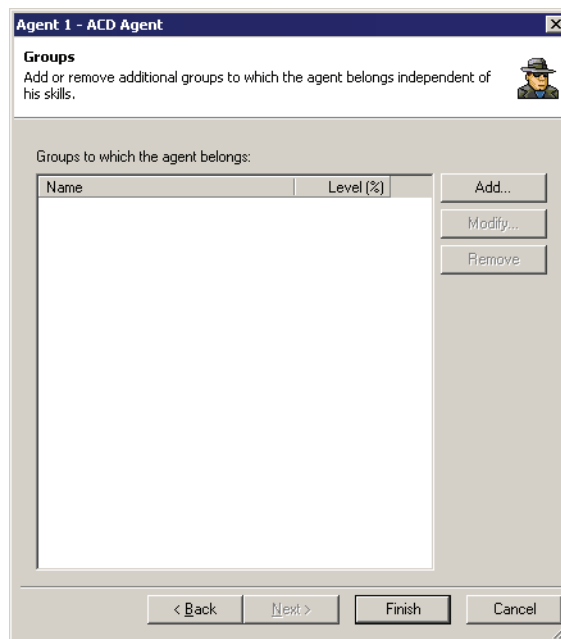 Agent 1 - ACD Agent
Groups
Add or remove additional groups to which the agent belongs independent of
his skills.
Groups to which the agent belongs:
Name Level (%) Add...
Modify...
Remove
< Back Next > Finish Cancel